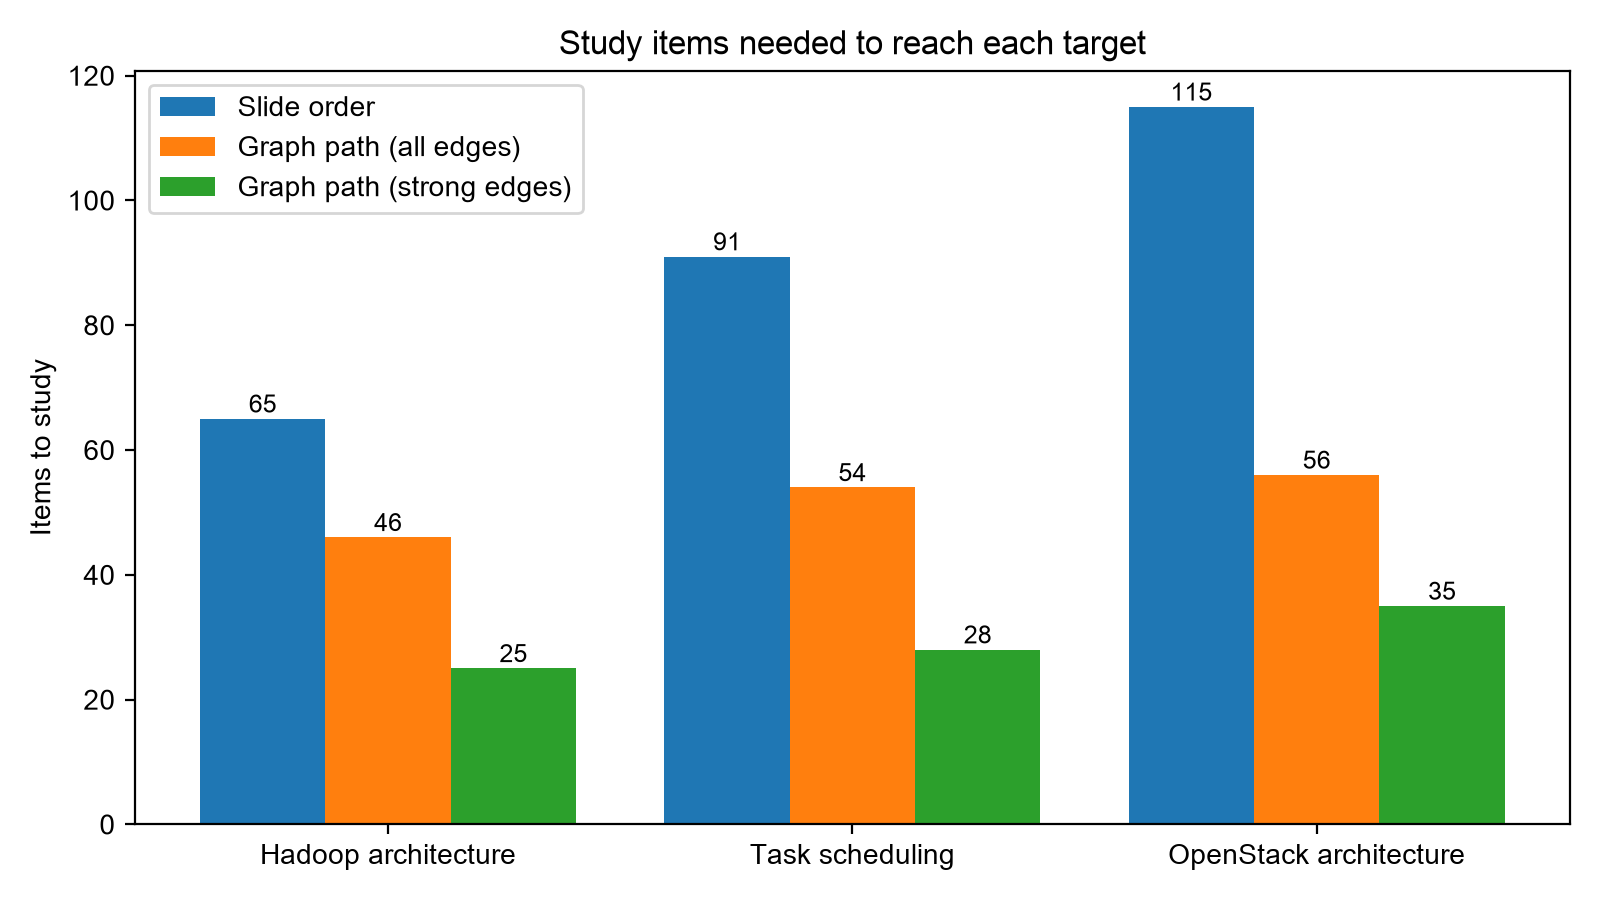 Study items needed to reach each target
120
100
80
60
40
20
0
Items to study
Slide order
Graph path (all edges)
Graph path (strong edges)
65
46
25
91
54
28
115
56
35
Hadoop architecture
Task scheduling
OpenStack architecture